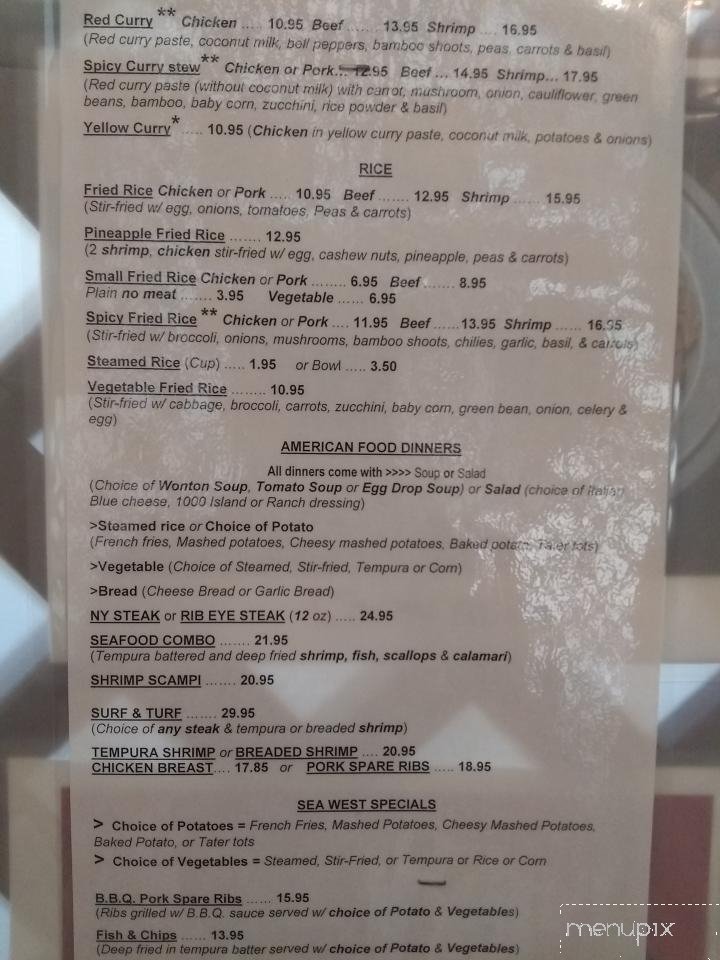 Red Curry ** Chicken .... 10.95 Beef ....... 13.95 Shrimp .... 16.95
(Red curry paste, coconut milk, bell peppers, bamboo shoots, peas, carrots & basil)
Spicy Curry stew** Chicken or Pork... 12.95 Beef ... 14.95 Shrimp... 17.95
(Red curry paste (without coconut milk) with carrot, mushroom, onion, cauliflower, green
beans, bamboo, baby corn, zucchini, rice powder & basil)
Yellow Curry* ..... 10.95 (Chicken in yellow curry paste, coconut milk, potatoes & onions)
RICE
Fried Rice Chicken or Pork ..... 10.95 Beef ....... 12.95 Shrimp ...... 15.95
(Stir-fried w/ egg, onions, tomatoes, Peas & carrots)
Pineapple Fried Rice ....... 12.95
(2 shrimp, chicken stir-fried w/ egg, cashew nuts, pineapple, peas & carrots)
Small Fried Rice Chicken or Pork ........ 6.95 Beef ....... 8.95
Plain no meat ....... 3.95 Vegetable ...... 6.95
Spicy Fried Rice ** Chicken or Pork .... 11.95 Beef ......13.95 Shrimp ...... 16.95
(Stir-fried w/ broccoli, onions, mushrooms, bamboo shoots, chilies, garlic, basil, & carrots)
Steamed Rice (Cup) .... 1.95 or Bowl .... 3.50
Vegetable Fried Rice ........ 10.95
(Stir-fried w/ cabbage, broccoli, carrots, zucchini, baby corn, green bean, onion, celery &
egg)
AMERICAN FOOD DINNERS
All dinners come with >>>> Soup or Salad
(Choice of Wonton Soup, Tomato Soup or Egg Drop Soup) or Salad (choice of Italian
Blue cheese, 1000 Island or Ranch dressing)
>Steamed rice or Choice of Potato
(French fries, Mashed potatoes, Cheesy mashed potatoes, Baked potato, Tater tots)
>Vegetable (Choice of Steamed, Stir-fried, Tempura or Corn)
>Bread (Cheese Bread or Garlic Bread)
NY STEAK or RIB EYE STEAK (12 oz) ..... 24.95
SEAFOOD COMBO ....... 21.95
(Tempura battered and deep fried shrimp, fish, scallops & calamari)
SHRIMP SCAMPI ....... 20.95
SURF & TURF ....... 29.95
(Choice of any steak & tempura or breaded shrimp)
TEMPURA SHRIMP or BREADED SHRIMP .... 20.95
CHICKEN BREAST.... 17.85 or PORK SPARE RIBS ..... 18.95
SEA WEST SPECIALS
> Choice of Potatoes = French Fries, Mashed Potatoes, Cheesy Mashed Potatoes,
Baked Potato, or Tater tots
> Choice of Vegetables = Steamed, Stir-Fried, or Tempura or Rice or Corn
B.B.Q. Pork Spare Ribs ...... 15.95
(Ribs grilled w/ B.B.Q. sauce served w/ choice of Potato & Vegetables)
Fish & Chips ..... 13.95
(Deep fried in tempura batter served w/ choice of Potato & Vegetables)
menupix